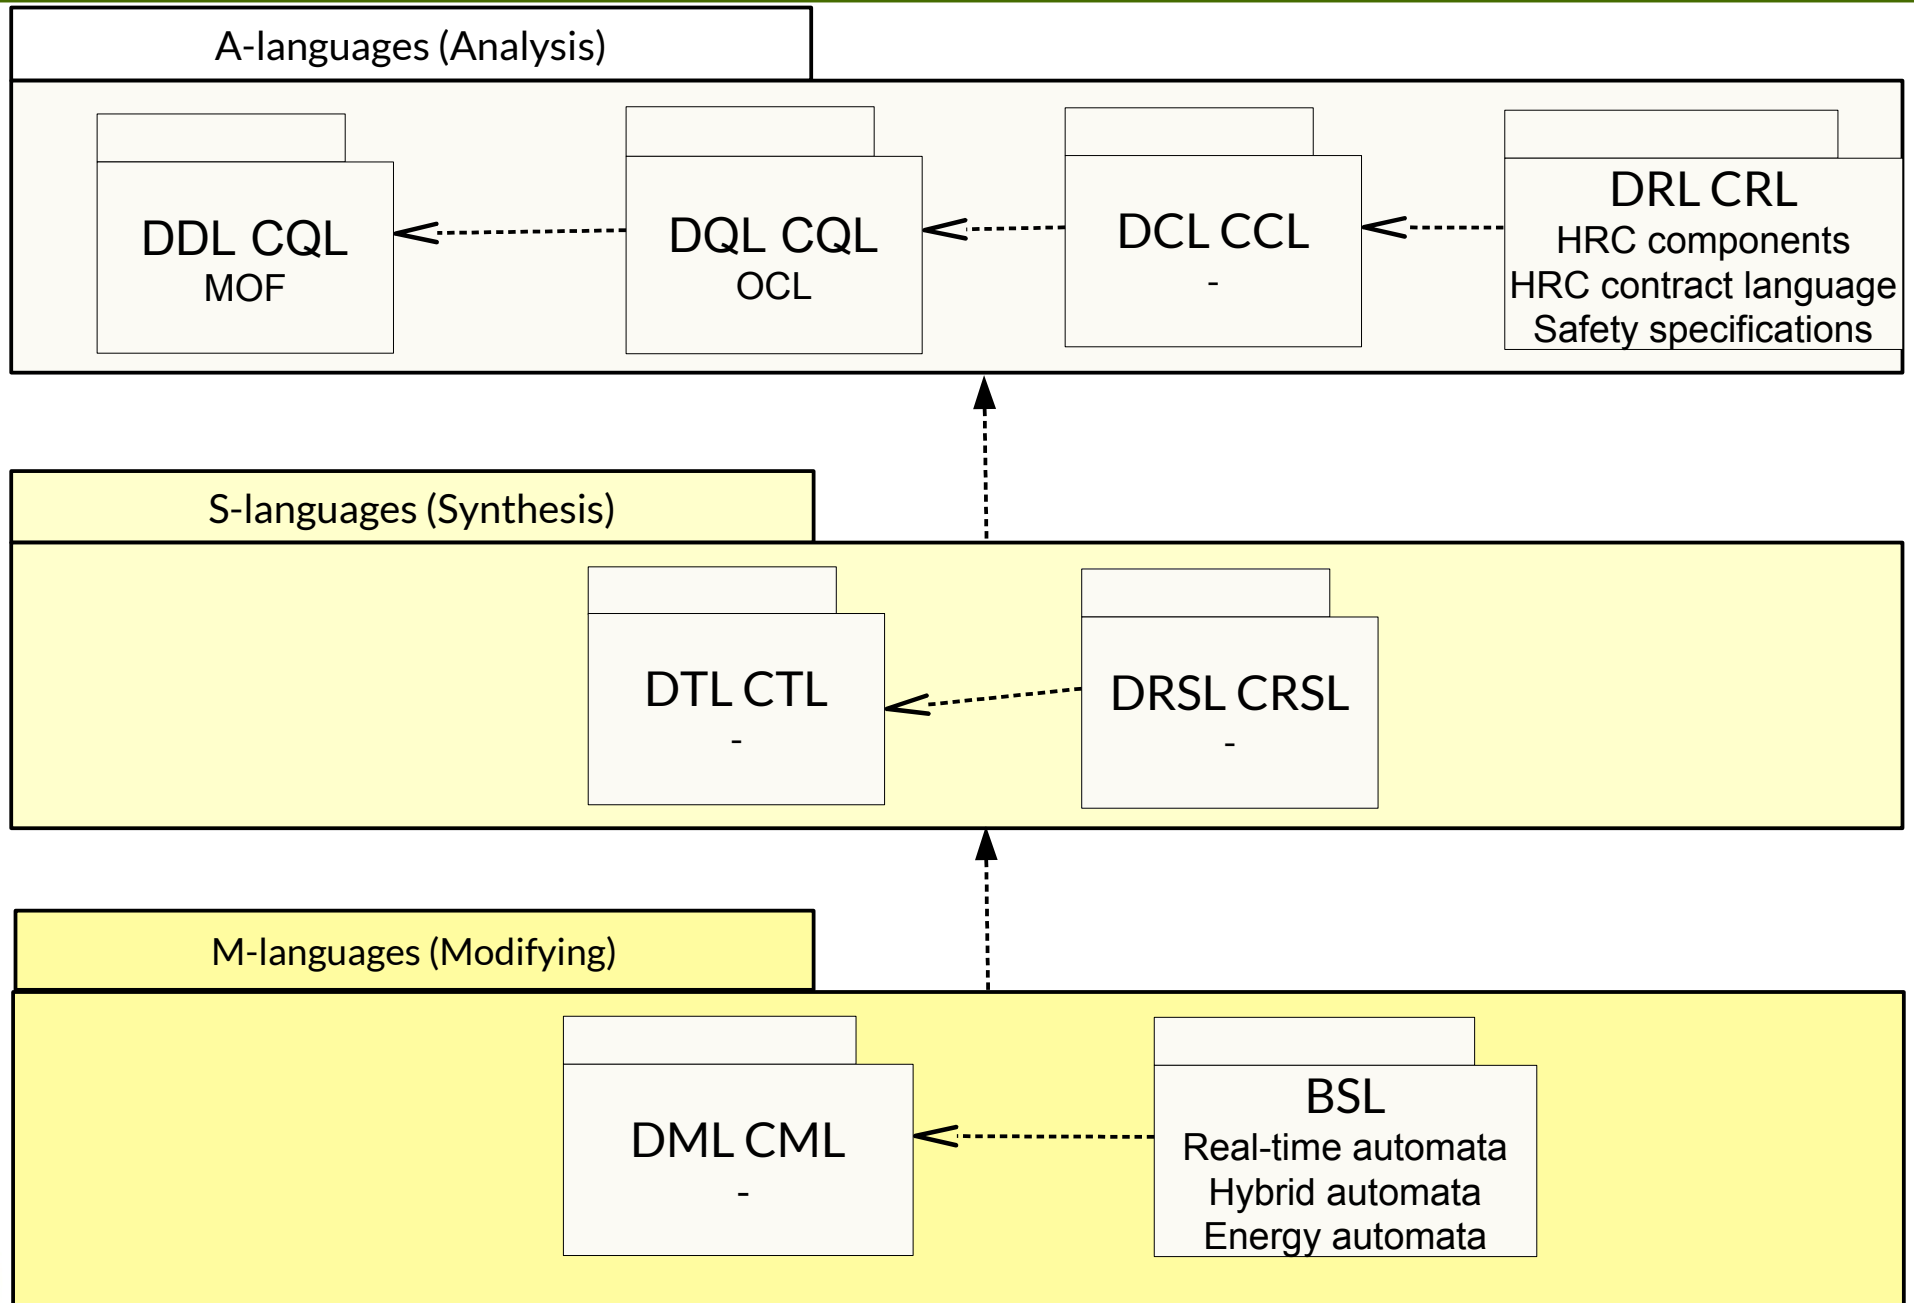 A-languages (Analysis)
DDL CQL
MOF
DQL CQL
OCL
DCL CCL
-
DRL CRL
HRC components
HRC contract language
Safety specifications
S-languages (Synthesis)
DTL CTL
-
DRSL CRSL
-
M-languages (Modifying)
DML CML
-
BSL
Real-time automata
Hybrid automata
Energy automata